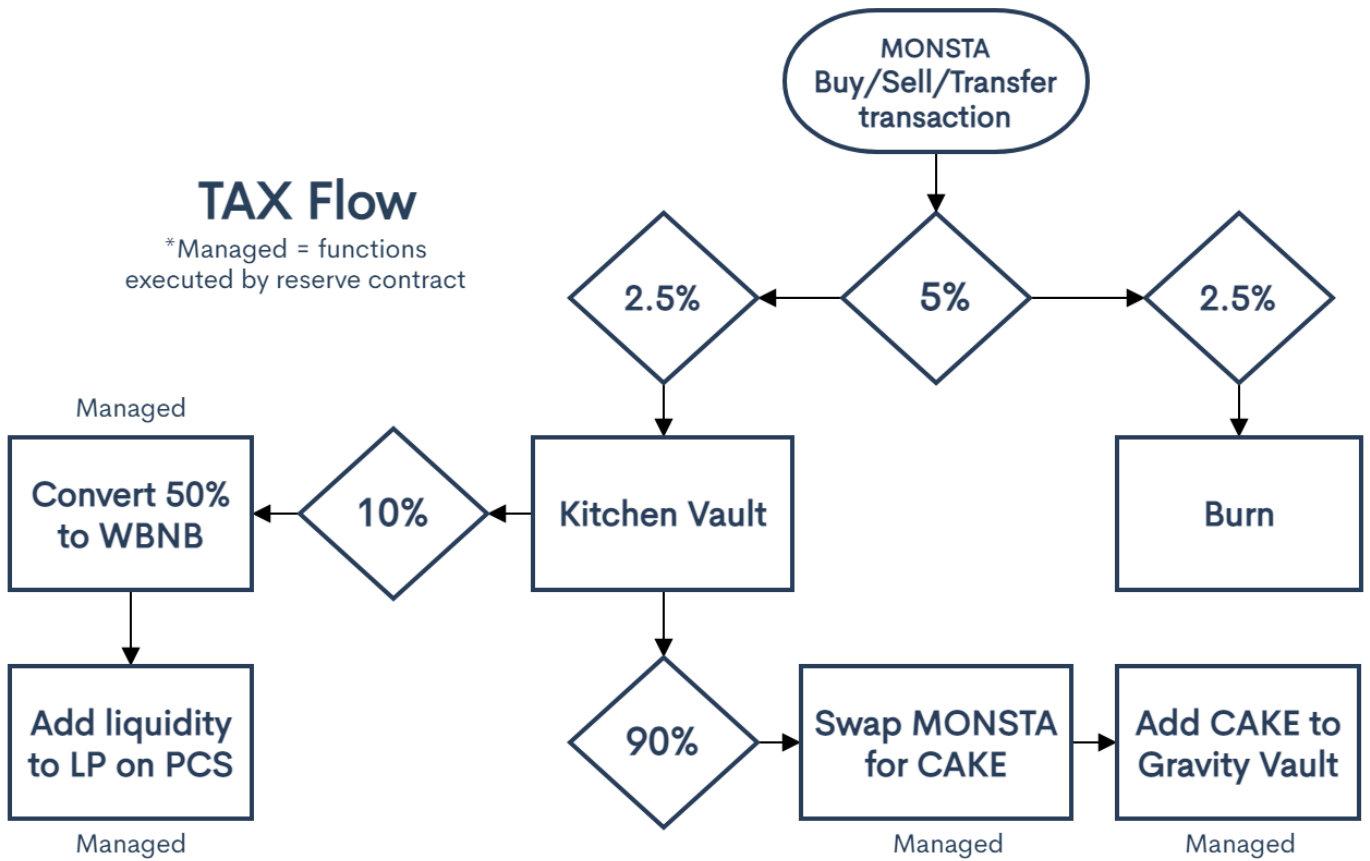 MONSTA
Buy/Sell/Transfer
transaction
TAX Flow
*Managed = functions
executed by reserve contract
2.5%
5%
2.5%
Managed
Convert 50%
to WBNB
10%
Kitchen Vault
Burn
Add liquidity
to LP on PCS
Managed
90%
Swap MONSTA
for CAKE
Managed
Add CAKE to
Gravity Vault
Managed